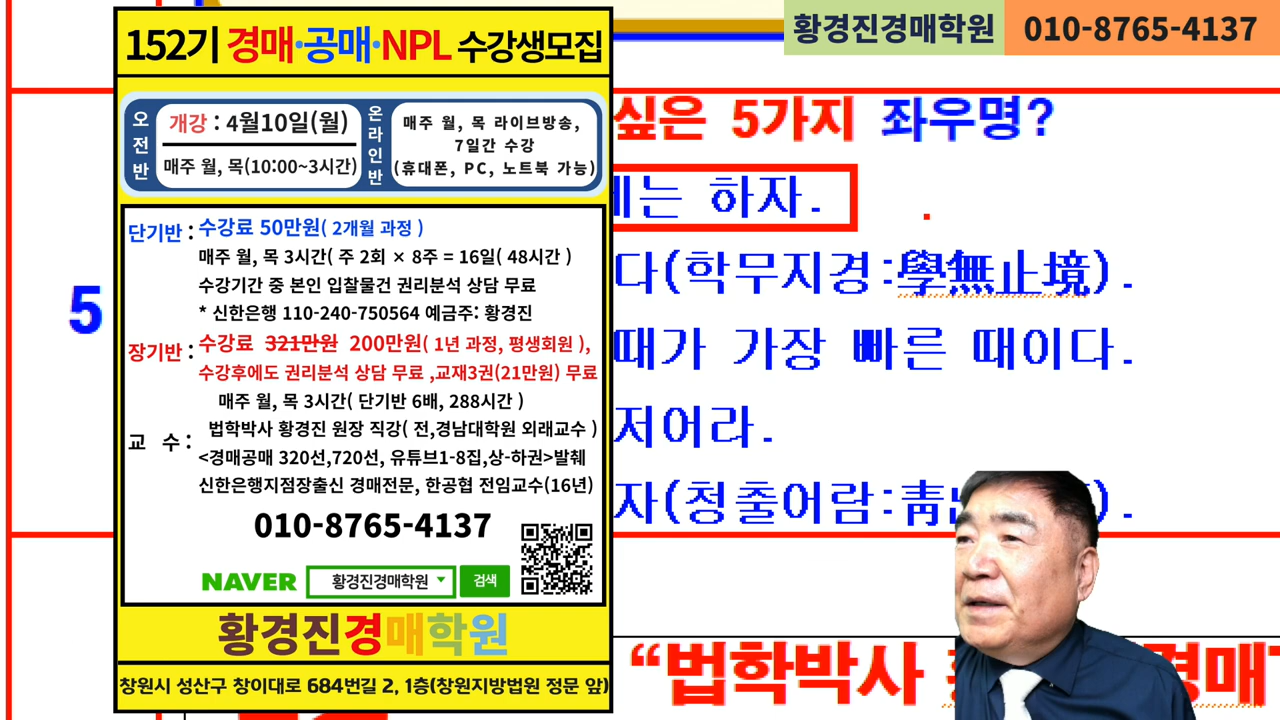 황경진경매학원 010-8765-4137
152기 경매·공매·NPL 수강생모집
오전반
개강 : 4월10일(월)
매주 월, 목(10:00~3시간)
온라인반
매주 월, 목 라이브방송,
7일간 수강
(휴대폰, PC, 노트북 가능)
단기반 : 수강료 50만원( 2개월 과정 )
매주 월, 목 3시간( 주 2회 × 8주 = 16일( 48시간 )
수강기간 중 본인 입찰물건 권리분석 상담 무료
* 신한은행 110-240-750564 예금주: 황경진
장기반 : 수강료 321만원 200만원( 1년 과정, 평생회원 ),
수강후에도 권리분석 상담 무료 ,교재3권(21만원) 무료
매주 월, 목 3시간( 단기반 6배, 288시간 )
교 수 : 법학박사 황경진 원장 직강( 전,경남대학원 외래교수 )
<경매공매 320선,720선, 유튜브1-8집,상-하권>발췌
신한은행지점장출신 경매전문, 한공협 전임교수(16년)
010-8765-4137
NAVER 황경진경매학원 검색
황경진경매학원
창원시 성산구 창이대로 684번길 2, 1층(창원지방법원 정문 앞)
5
싶은 5가지 좌우명?
는 하자.
다(학무지경:學無止境).
때가 가장 빠른 때이다.
저어라.
자(청출어람:靑 ).
“법학박사 경매